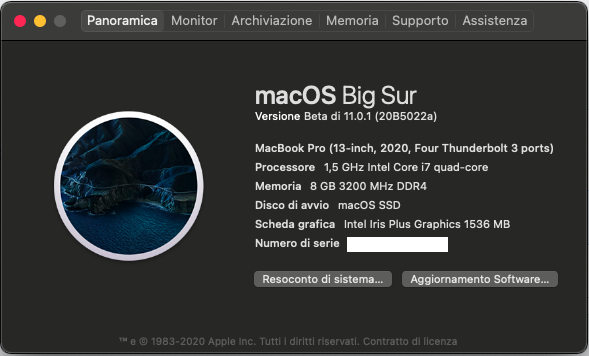 Panoramica Monitor Archiviazione Memoria Supporto Assistenza
macOS Big Sur
Versione Beta di 11.0.1 (20B5022a)
MacBook Pro (13-inch, 2020, Four Thunderbolt 3 ports)
Processore 1,5 GHz Intel Core i7 quad-core
Memoria 8 GB 3200 MHz DDR4
Disco di avvio macOS SSD
Scheda grafica Intel Iris Plus Graphics 1536 MB
Numero di serie
Resoconto di sistema... Aggiornamento Software...
™ e © 1983-2020 Apple Inc. Tutti i diritti riservati. Contratto di licenza